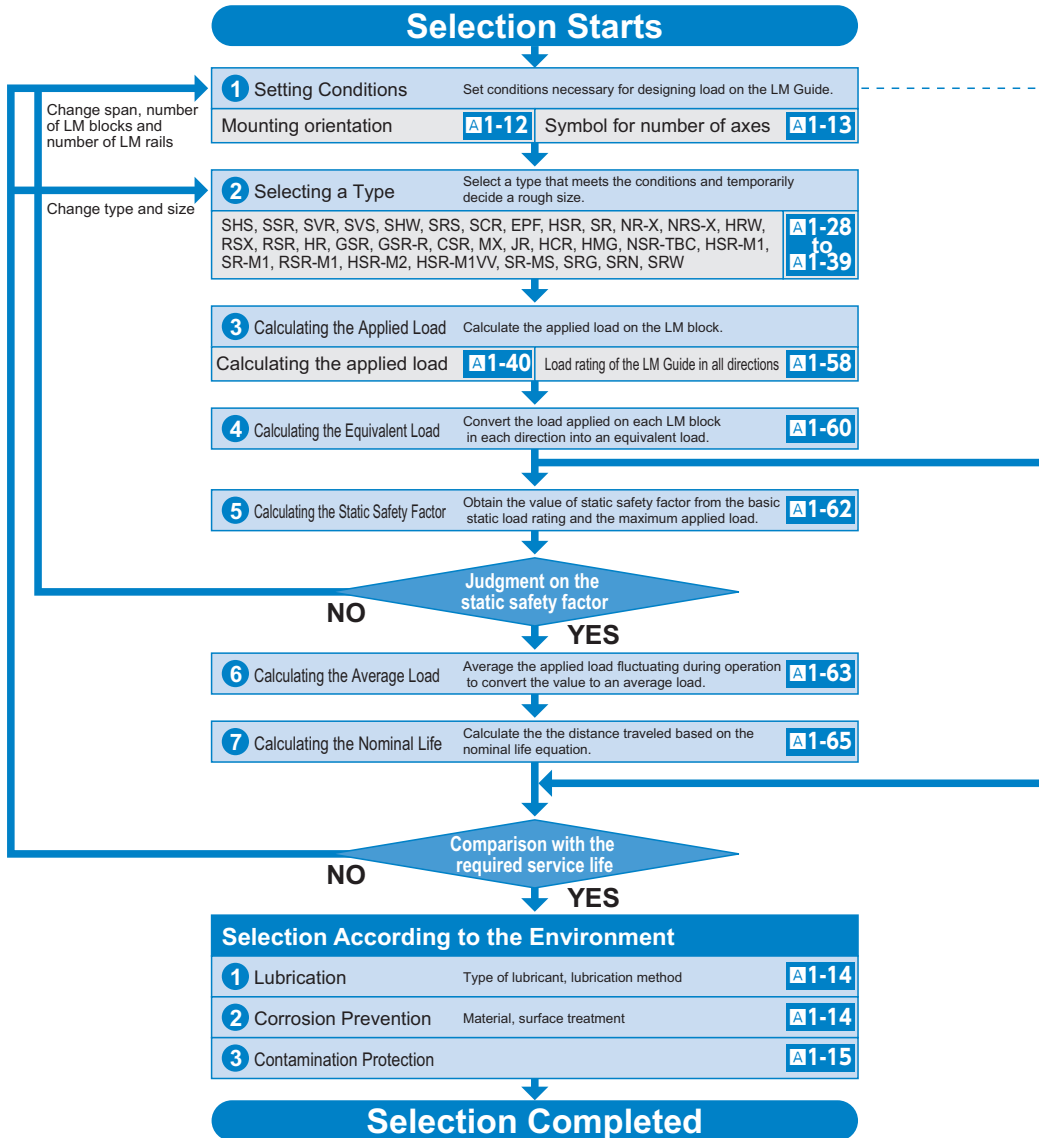 Selection Starts
1 Setting Conditions Set conditions necessary for designing load on the LM Guide.
Mounting orientation A1-12 Symbol for number of axes A1-13
Change span, number
of LM blocks and
number of LM rails
2 Selecting a Type Select a type that meets the conditions and temporarily
decide a rough size.
Change type and size
SHS, SSR, SVR, SVS, SHW, SRS, SCR, EPF, HSR, SR, NR-X, NRS-X, HRW,
RSX, RSR, HR, GSR, GSR-R, CSR, MX, JR, HCR, HMG, NSR-TBC, HSR-M1,
SR-M1, RSR-M1, HSR-M2, HSR-M1VV, SR-MS, SRG, SRN, SRW
A1-28
to
A1-39
3 Calculating the Applied Load Calculate the applied load on the LM block.
Calculating the applied load A1-40 Load rating of the LM Guide in all directions A1-58
4 Calculating the Equivalent Load Convert the load applied on each LM block
in each direction into an equivalent load. A1-60
5 Calculating the Static Safety Factor Obtain the value of static safety factor from the basic
static load rating and the maximum applied load. A1-62
Judgment on the
static safety factor
NO
YES
6 Calculating the Average Load Average the applied load fluctuating during operation
to convert the value to an average load. A1-63
7 Calculating the Nominal Life Calculate the the distance traveled based on the
nominal life equation. A1-65
Comparison with the
required service life
NO
YES
Selection According to the Environment
1 Lubrication Type of lubricant, lubrication method A1-14
2 Corrosion Prevention Material, surface treatment A1-14
3 Contamination Protection A1-15
Selection Completed